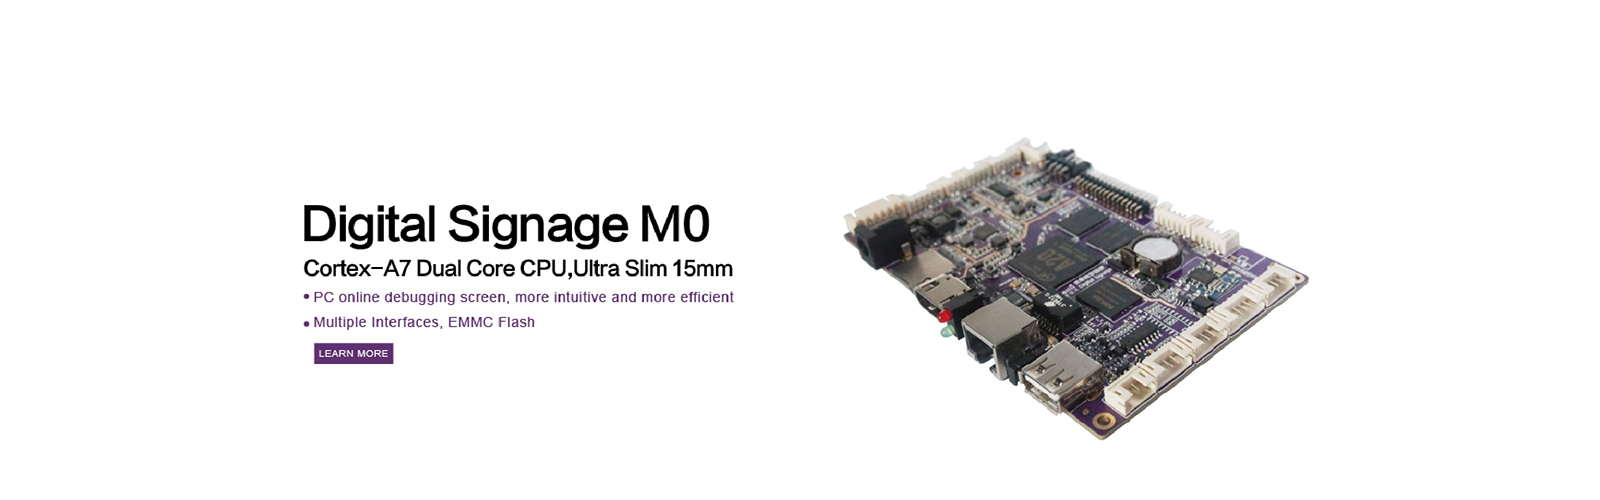 Digital Signage M0
Cortex-A7 Dual Core CPU,Ultra Slim 15mm
• PC online debugging screen, more intuitive and more efficient
• Multiple Interfaces, EMMC Flash
LEARN MORE
A20